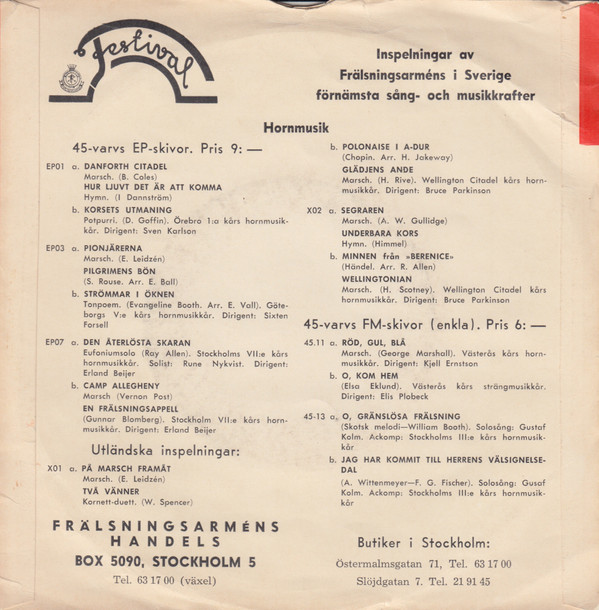 Festival
Inspelningar av
Frälsningsarméns i Sverige
förnämsta sång- och musikkrafter
Hornmusik
45-varvs EP-skivor. Pris 9: —
EP01 a. DANFORTH CITADEL
Marsch. (B. Coles)
HUR LJUVT DET ÄR ATT KOMMA
Hymn. (I Dannström)
b. KORSETS UTMANING
Potpurri. (D. Goffin). Örebro 1:a kårs hornmusik-
kår. Dirigent: Sven Karlson
EP03 a. PIONJÄRERNA
Marsch. (E. Leidzén)
PILGRIMENS BÖN
(S. Rouse. Arr. E. Ball)
b. STRÖMMAR I ÖKNEN
Tonpoem. (Evangeline Booth. Arr. E. Vall). Göte-
borgs V:e kårs hornmusikkår. Dirigent: Sixten
Forsell
EP07 a. DEN ÅTERLÖSTA SKARAN
Eufoniumsolo (Ray Allen). Stockholms VII:e kårs
hornmusikkår. Solist: Rune Nykvist. Dirigent:
Erland Beijer
b. CAMP ALLEGHENY
Marsch (Vernon Post)
EN FRÄLSNINGSAPPELL
(Gunnar Blomberg). Stockholm VII:e kårs horn-
musikkår. Dirigent: Erland Beijer
Utländska inspelningar:
X01 a. PÅ MARSCH FRAMÅT
Marsch. (E. Leidzén)
TVÅ VÄNNER
Kornett-duett. (W. Spencer)
b. POLONAISE I A-DUR
(Chopin. Arr. H. Jakeway)
GLÄDJENS ANDE
Marsch. (H. Rive). Wellington Citadel kårs horn-
musikkår. Dirigent: Bruce Parkinson
X02 a. SEGRAREN
Marsch. (A. W. Gullidge)
UNDERBARA KORS
Hymn. (Himmel)
b. MINNEN från »BERENICE»
(Händel. Arr. R. Allen)
WELLINGTONIAN
Marsch. (H. Scotney). Wellington Citadel kårs
hornmusikkår. Dirigent: Bruce Parkinson
45-varvs FM-skivor (enkla). Pris 6: —
45.11 a. RÖD, GUL, BLÅ
Marsch. (George Marshall). Västerås kårs horn-
musikkår. Dirigent: Kjell Ernstson
b. O, KOM HEM
(Elsa Eklund). Västerås kårs strängmusikkår.
Dirigent: Elis Plobeck
45-13 a. O, GRÄNSLÖSA FRÄLSNING
(Skotsk melodi—William Booth). Solosång: Gustaf
Kolm. Ackomp: Stockholms III:e kårs hornmusik-
kår
b. JAG HAR KOMMIT TILL HERRENS VÄLSIGNELSE-
DAL
(A. Wittenmeyer—F. G. Fischer). Solosång: Gusaf
Kolm. Ackomp: Stockholms III:e kårs hornmusik-
kår
FRÄLSNINGSARMÉNS
HANDELS
BOX 5090, STOCKHOLM 5
Tel. 63 17 00 (växel)
Butiker i Stockholm:
Östermalmsgatan 71, Tel. 63 17 00
Slöjdgatan 7. Tel. 21 91 45